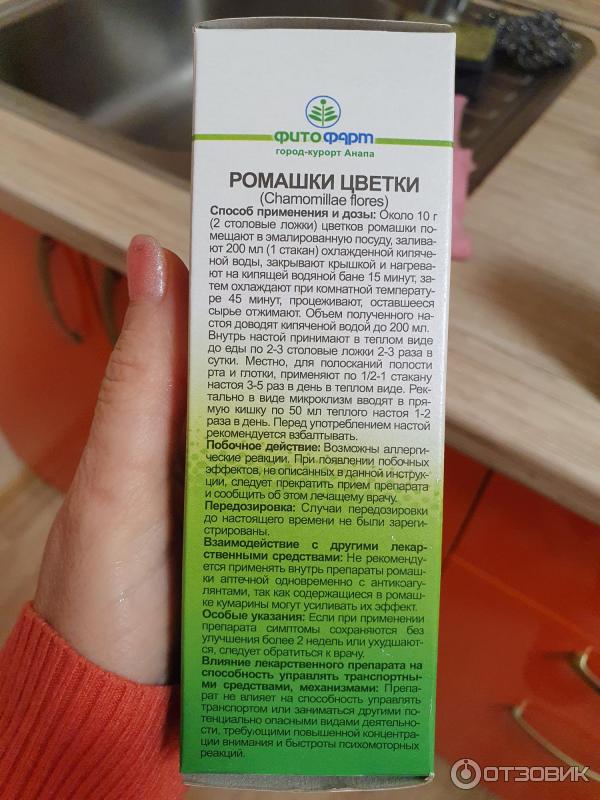 ФИТОФАРМ
город-курорт Анапа
РОМАШКИ ЦВЕТКИ
(Chamomillae flores)
Способ применения и дозы: Около 10 г
(2 столовые ложки) цветков ромашки по-
мещают в эмалированную посуду, залива-
ют 200 мл (1 стакан) охлажденной кипяче-
ной воды, закрывают крышкой и нагрева-
ют на кипящей водяной бане 15 минут, за-
тем охлаждают при комнатной температу-
ре 45 минут, процеживают, оставшееся
сырье отжимают. Объем полученного на-
стоя доводят кипяченой водой до 200 мл.
Внутрь настой принимают в теплом виде
до еды по 2-3 столовые ложки 2-3 раза в
сутки. Местно, для полосканий полости
рта и глотки, применяют по 1/2-1 стакану
настоя 3-5 раз в день в теплом виде. Рек-
тально в виде микроклизм вводят в пря-
мую кишку по 50 мл теплого настоя 1-2
раза в день. Перед употреблением настой
рекомендуется взбалтывать.
Побочное действие: Возможны аллерги-
ческие реакции. При появлении побочных
эффектов, не описанных в данной инструк-
ции, следует прекратить прием препарата
и сообщить об этом лечащему врачу.
Передозировка: Случаи передозировки
до настоящего времени не были зареги-
стрированы.
Взаимодействие с другими лекар-
ственными средствами: Не рекоменду-
ется применять внутрь препараты ромаш-
ки аптечной одновременно с антикоагу-
лянтами, так как содержащиеся в ромаш-
ке кумарины могут усиливать их эффект.
Особые указания: Если при применении
препарата симптомы сохраняются без
улучшения более 2 недель или ухудшают-
ся, следует обратиться к врачу.
Влияние лекарственного препарата на
способность управлять транспортны-
ми средствами, механизмами: Препа-
рат не влияет на способность управлять
транспортом или заниматься другими по-
тенциально опасными видами деятельно-
сти, требующими повышенной концентра-
ции внимания и быстроты психомоторных
реакций.
ОТЗОВИК